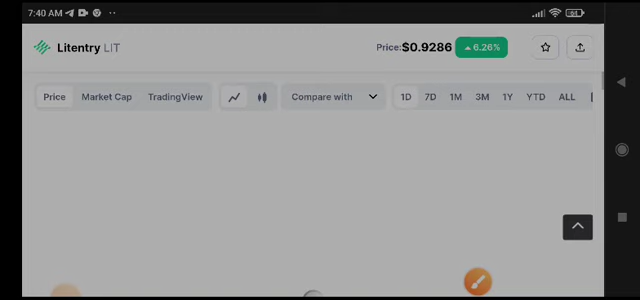 7:40 AM
Litentry LIT
Price: $0.9286 6.26%
Price Market Cap TradingView Compare with 1D 7D 1M 3M 1Y YTD ALL